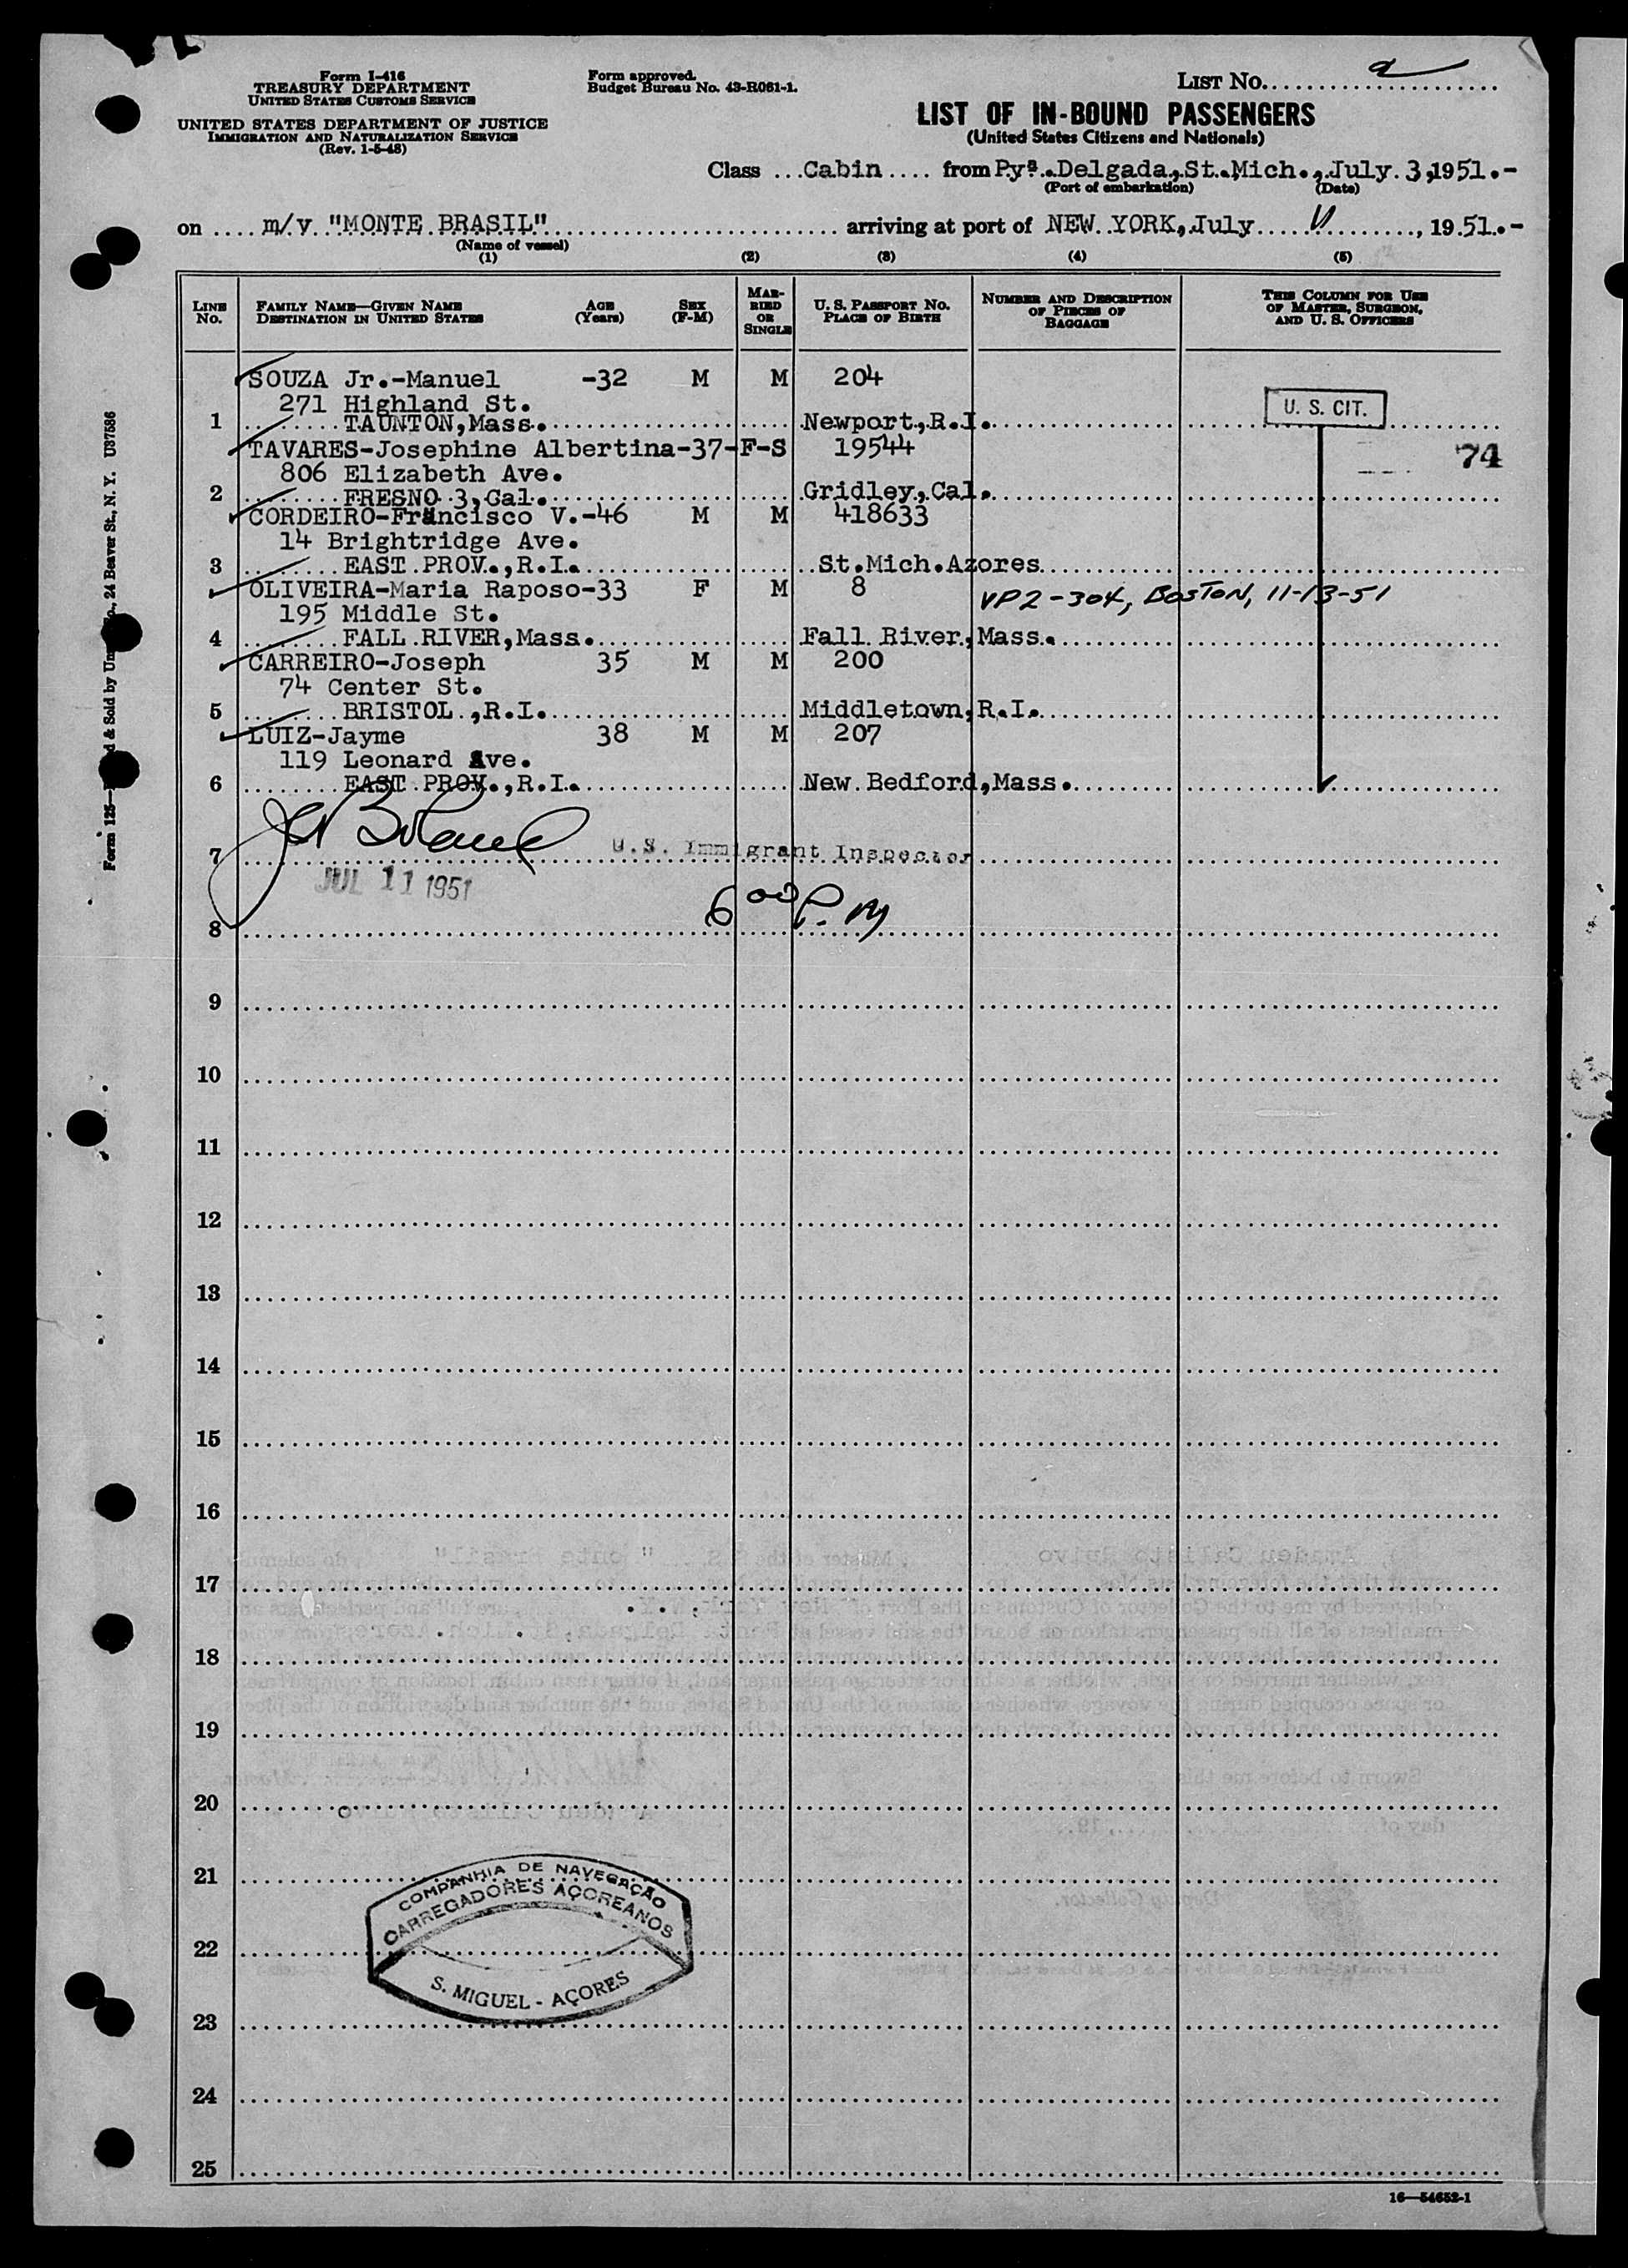 Form I-416
TREASURY DEPARTMENT
UNITED STATES CUSTOMS SERVICE
UNITED STATES DEPARTMENT OF JUSTICE
IMMIGRATION AND NATURALIZATION SERVICE
(Rev. 1-5-48)
Form approved.
Budget Bureau No. 43-R061-1.
LIST No.
LIST OF IN-BOUND PASSENGERS
(United States Citizens and Nationals)
Class ...Cabin.... from Pyª.Delgada,St.Mich., July 3,1951.-
(Port of embarkation) (Date)
on .... m/v "MONTE BRASIL" .... arriving at port of NEW YORK, July .... 11 ...., 1951.-
(Name of vessel)
(1) (2) (3) (4) (5)
LINE No.
FAMILY NAME—GIVEN NAME
DESTINATION IN UNITED STATES
AGE (Years)
SEX (F-M)
MARRIED OR SINGLE
U. S. PASSPORT NO.
PLACE OF BIRTH
NUMBER AND DESCRIPTION OF PIECES OF BAGGAGE
THIS COLUMN FOR USE OF MASTER, SURGEON, AND U. S. OFFICERS
SOUZA Jr.-Manuel -32 M M 204
271 Highland St. U. S. CIT.
1 TAUNTON,Mass. Newport,R.I.
TAVARES-Josephine Albertina-37-F-S 19544 74
806 Elizabeth Ave.
2 FRESNO 3,Cal. Gridley,Cal.
CORDEIRO-Francisco V.-46 M M 418633
14 Brightridge Ave.
3 EAST PROV.,R.I. St.Mich.Azores
OLIVEIRA-Maria Raposo-33 F M 8 VP2-304, BOSTON, 11-13-51
195 Middle St.
4 FALL RIVER,Mass. Fall River,Mass.
CARREIRO-Joseph 35 M M 200
74 Center St.
5 BRISTOL ,R.I. Middletown,R.I.
LUIZ-Jayme 38 M M 207
119 Leonard Ave.
6 EAST PROV.,R.I. New Bedford,Mass.
7 U.S. Immigrant Inspector
JUL 11 1951
6 00 P.M
8
9
10
11
12
13
14
15
16
17
18
19
20
21
22
23
24
25
COMPANHIA DE NAVEGAÇÃO
CARREGADORES AÇOREANOS
S. MIGUEL - AÇORES
16—54652-1
24 Beaver St., N. Y. U37586